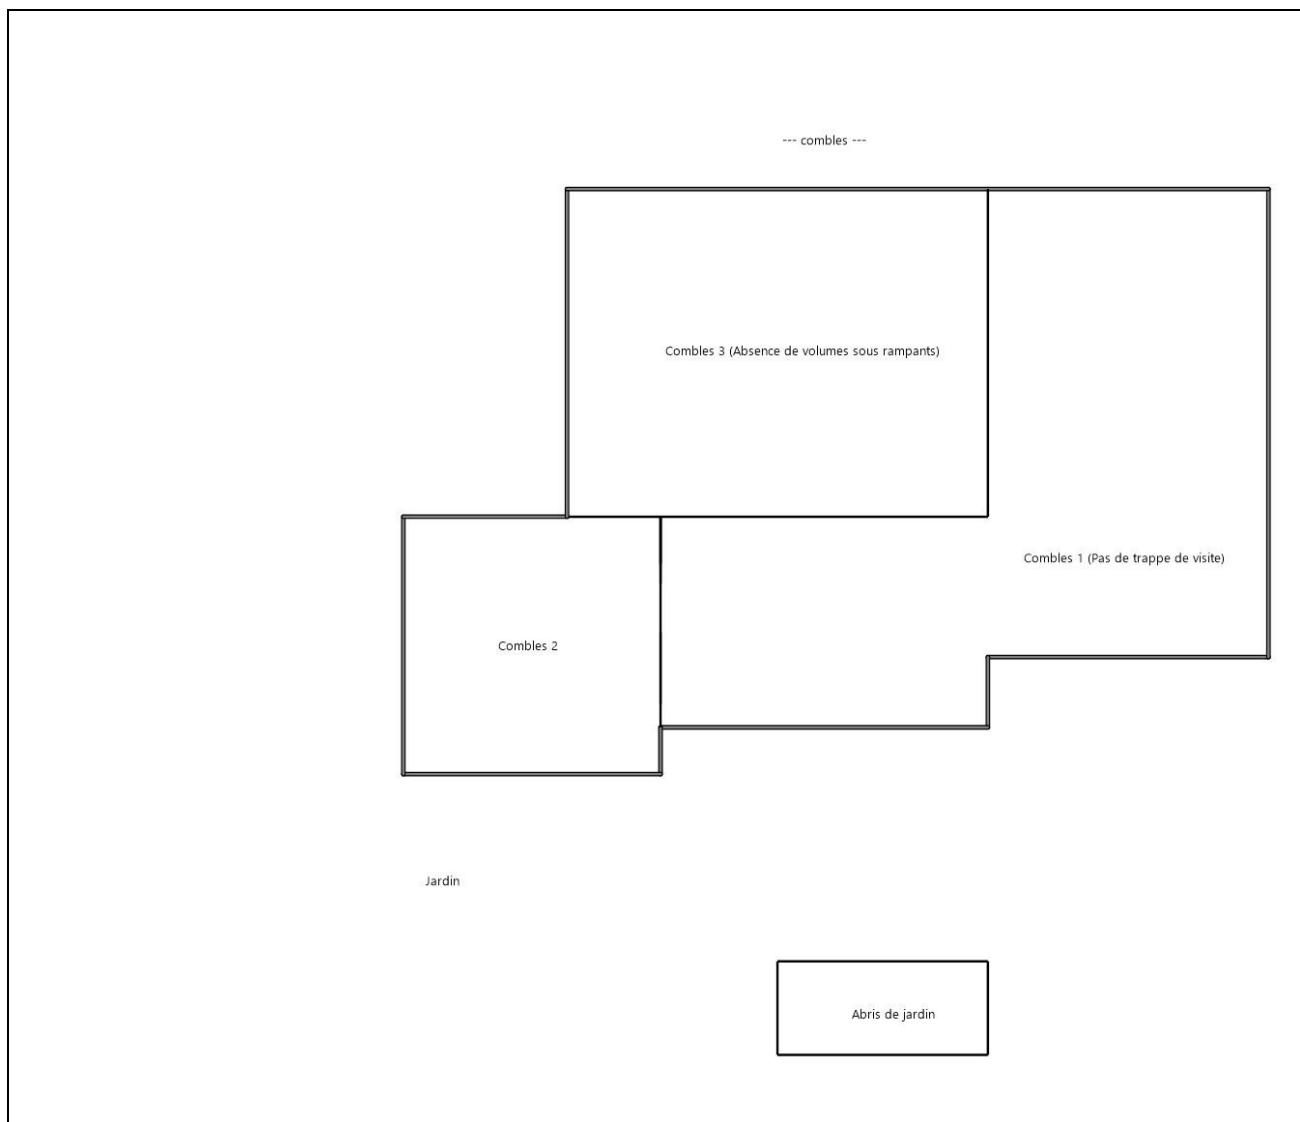 --- combles ---
Combles 3 (Absence de volumes sous rampants)
Combles 1 (Pas de trappe de visite)
Combles 2
Jardin
Abris de jardin